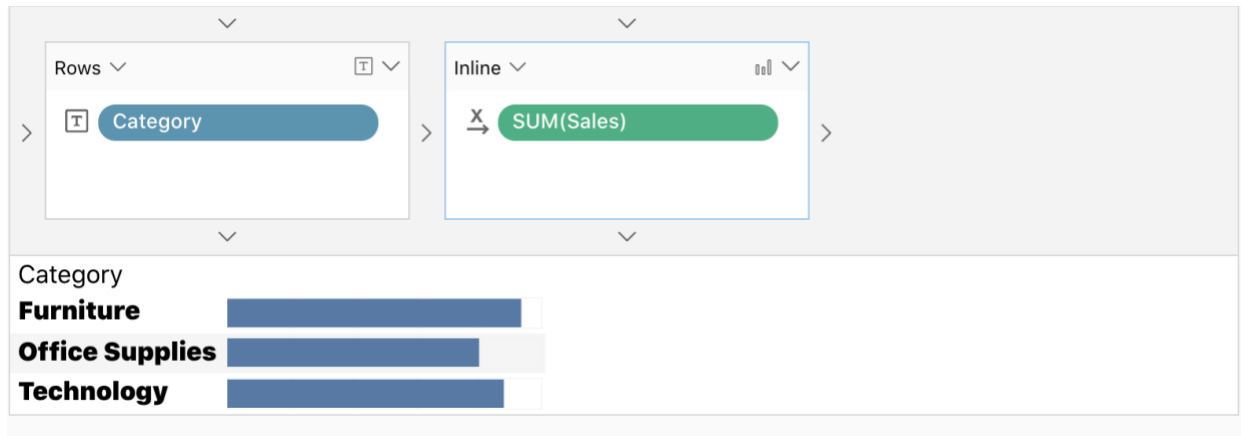 Rows
T
Inline
T Category
X SUM(Sales)
Category
Furniture
Office Supplies
Technology